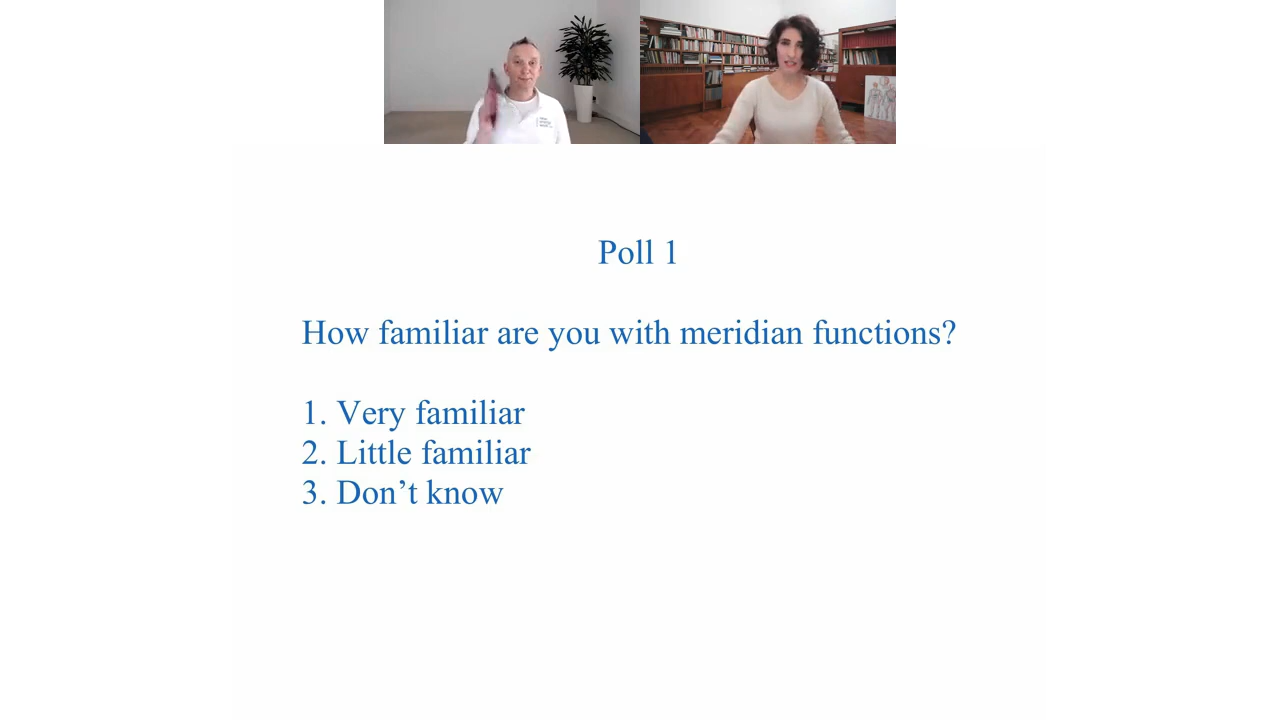 Poll 1
How familiar are you with meridian functions?
1. Very familiar
2. Little familiar
3. Don’t know